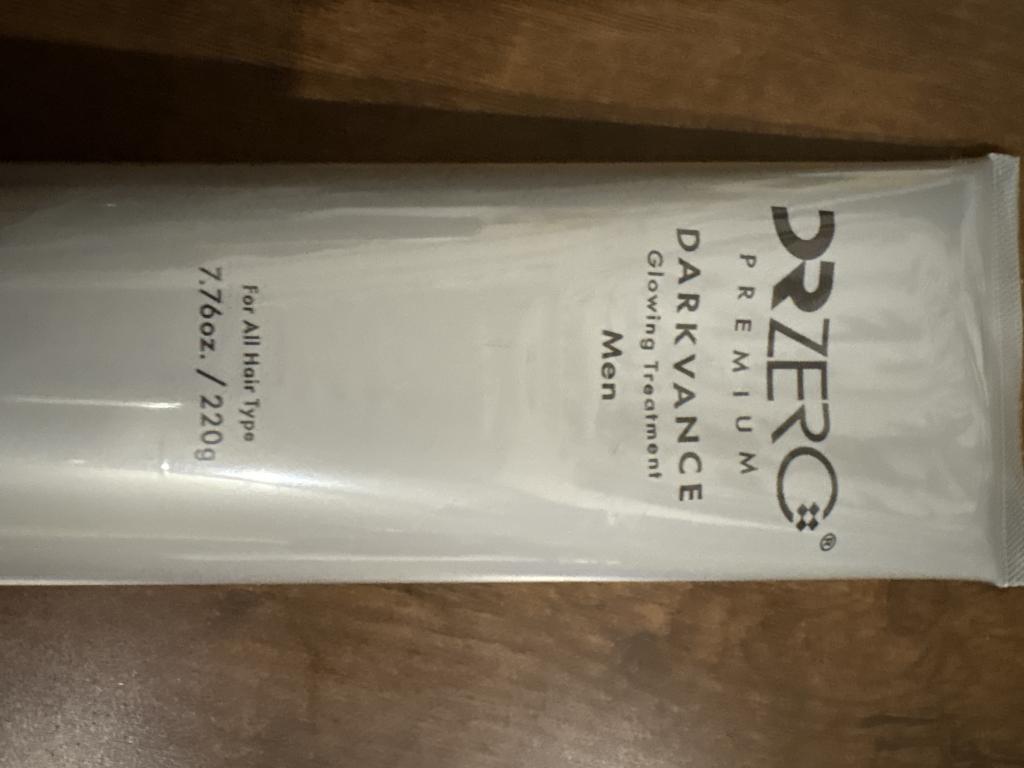 DRZERO®
PREMIUM
DARKVANCE
Glowing Treatment
Men
For All Hair Type
7.76oz. / 220g